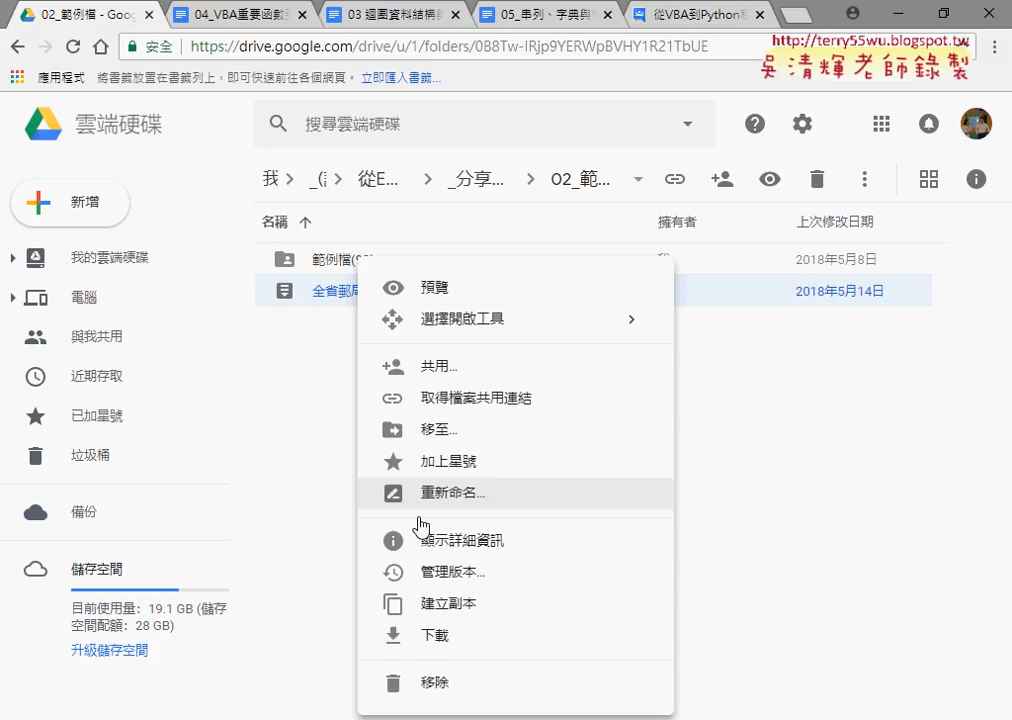 02_範例檔 - Goog
04_VBA重要函數
03 迴圈資料結構
05_串列、字典與
從VBA到Python
安全
https://drive.google.com/drive/u/1/folders/0B8Tw-IRjp9YERWpBVHY1R21TbUE
http://terry55wu.blogspot.tw
吳清輝老師錄製
應用程式
將書籤放置在書籤列上，即可快速前往各個網頁。
立即匯入書籤...
雲端硬碟
搜尋雲端硬碟
新增
我
從E...
_分享...
02_範...
名稱
擁有者
上次修改日期
範例檔
我
2018年5月8日
全省郵局
2018年5月14日
我的雲端硬碟
電腦
與我共用
近期存取
已加星號
垃圾桶
備份
儲存空間
目前使用量：19.1 GB (儲存
空間配額：28 GB)
升級儲存空間
預覽
選擇開啟工具
共用...
取得檔案共用連結
移至...
加上星號
重新命名...
顯示詳細資訊
管理版本...
建立副本
下載
移除